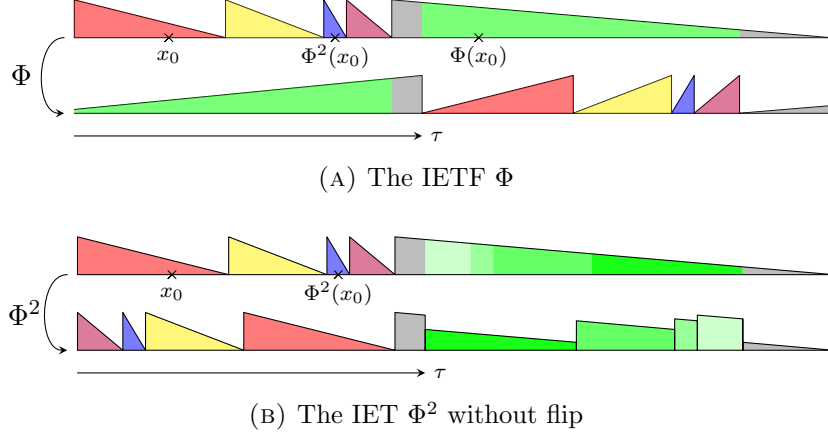 x₀ Φ²(x₀) Φ(x₀)
Φ
τ
(A) The IETF Φ
x₀ Φ²(x₀)
Φ²
τ
(B) The IET Φ² without flip